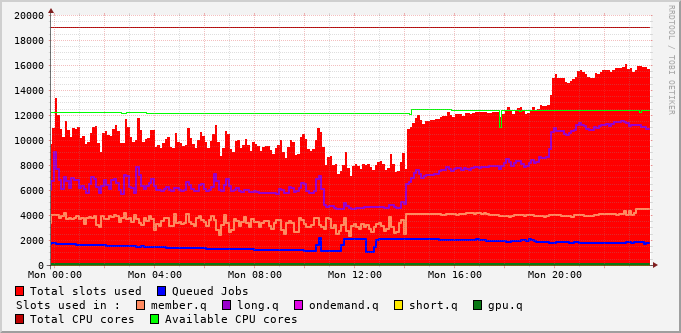 20000
18000
16000
14000
12000
10000
8000
6000
4000
2000
0
Mon 00:00 Mon 04:00 Mon 08:00 Mon 12:00 Mon 16:00 Mon 20:00
Total slots used Queued Jobs
Slots used in : member.q long.q ondemand.q short.q gpu.q
Total CPU cores Available CPU cores
RRDTOOL / TOBI OETIKER